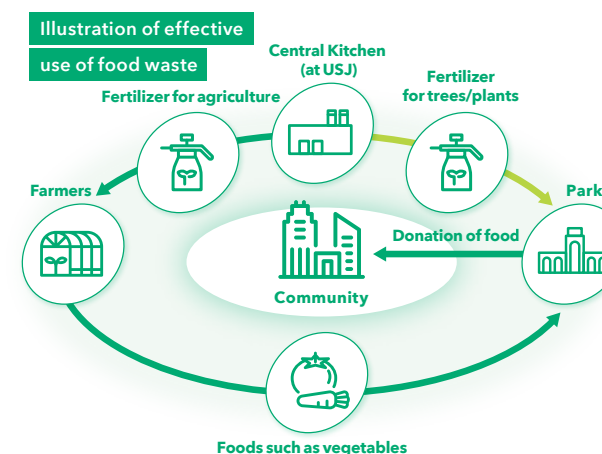 Illustration of effective
use of food waste
Central Kitchen
(at USJ)
Fertilizer
for trees/plants
Fertilizer for agriculture
Farmers
Park
Donation of food
Community
Foods such as vegetables